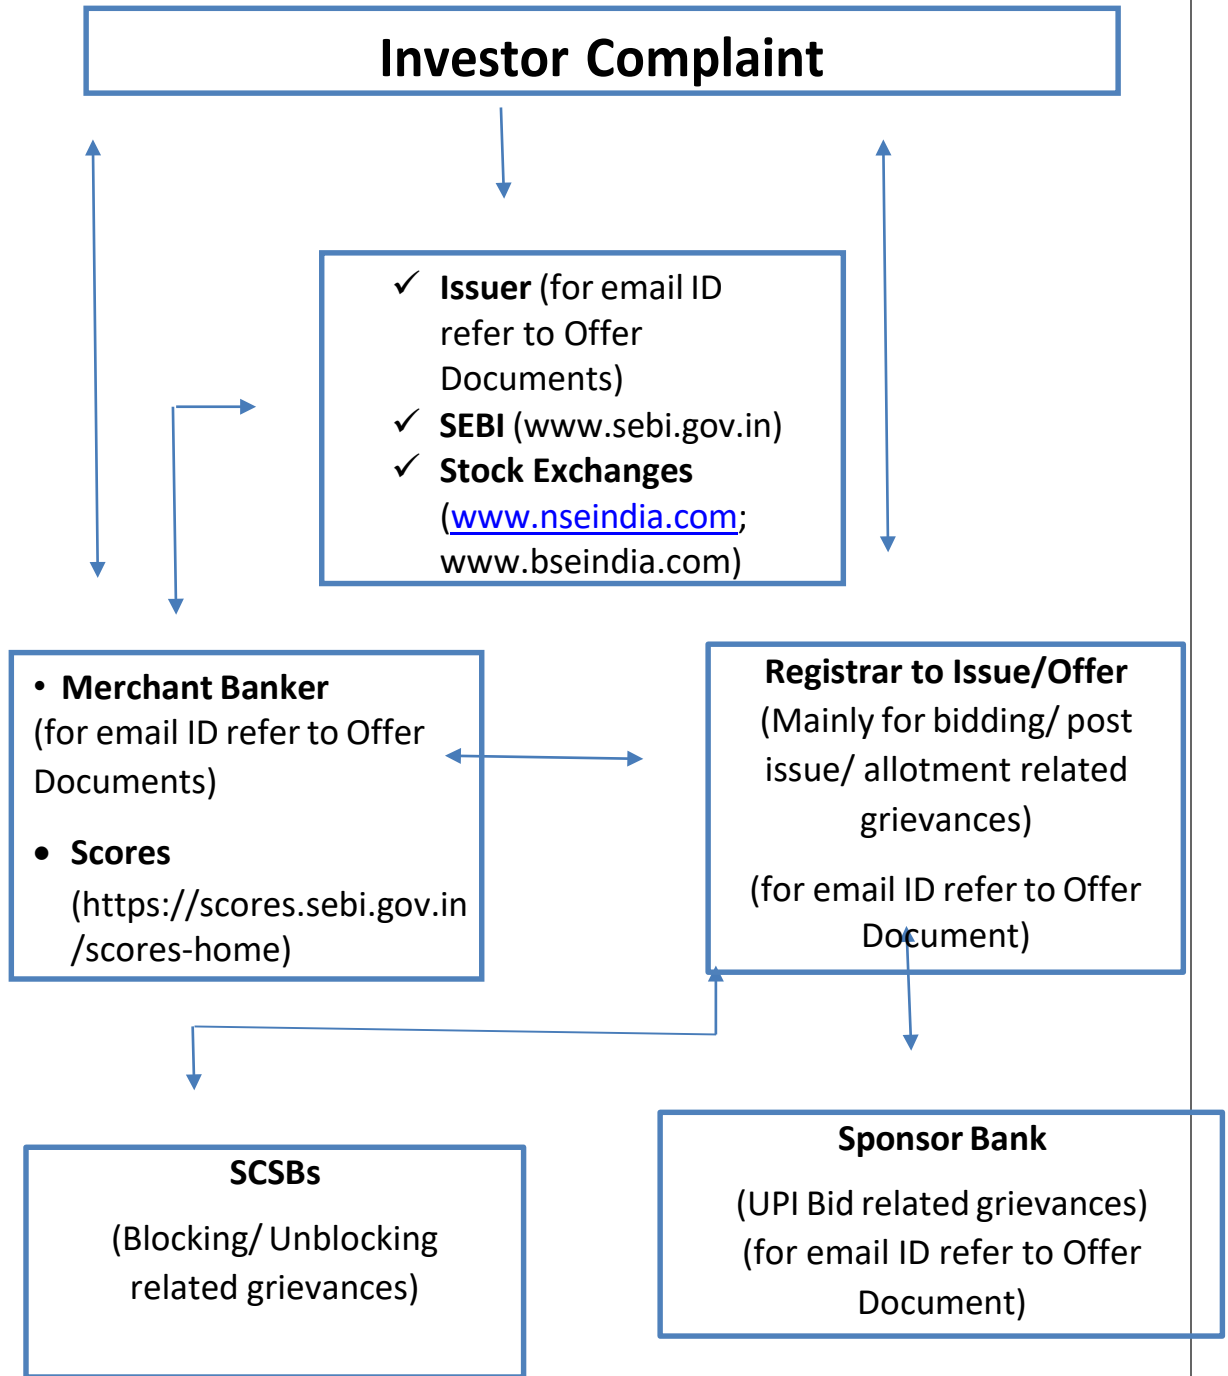 Investor Complaint
✓ Issuer (for email ID
refer to Offer
Documents)
✓ SEBI (www.sebi.gov.in)
✓ Stock Exchanges
(www.nseindia.com;
www.bseindia.com)
• Merchant Banker
(for email ID refer to Offer
Documents)
• Scores
(https://scores.sebi.gov.in
/scores-home)
Registrar to Issue/Offer
(Mainly for bidding/ post
issue/ allotment related
grievances)
(for email ID refer to Offer
Document)
SCSBs
(Blocking/ Unblocking
related grievances)
Sponsor Bank
(UPI Bid related grievances)
(for email ID refer to Offer
Document)